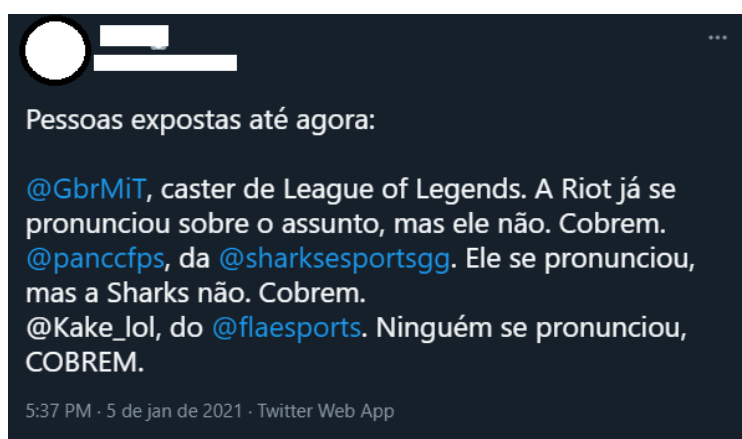 Pessoas expostas até agora:
@GbrMiT, caster de League of Legends. A Riot já se
pronunciou sobre o assunto, mas ele não. Cobrem.
@panccfps, da @sharksesportsgg. Ele se pronunciou,
mas a Sharks não. Cobrem.
@Kake_lol, do @flaesports. Ninguém se pronunciou,
COBREM.
5:37 PM · 5 de jan de 2021 · Twitter Web App